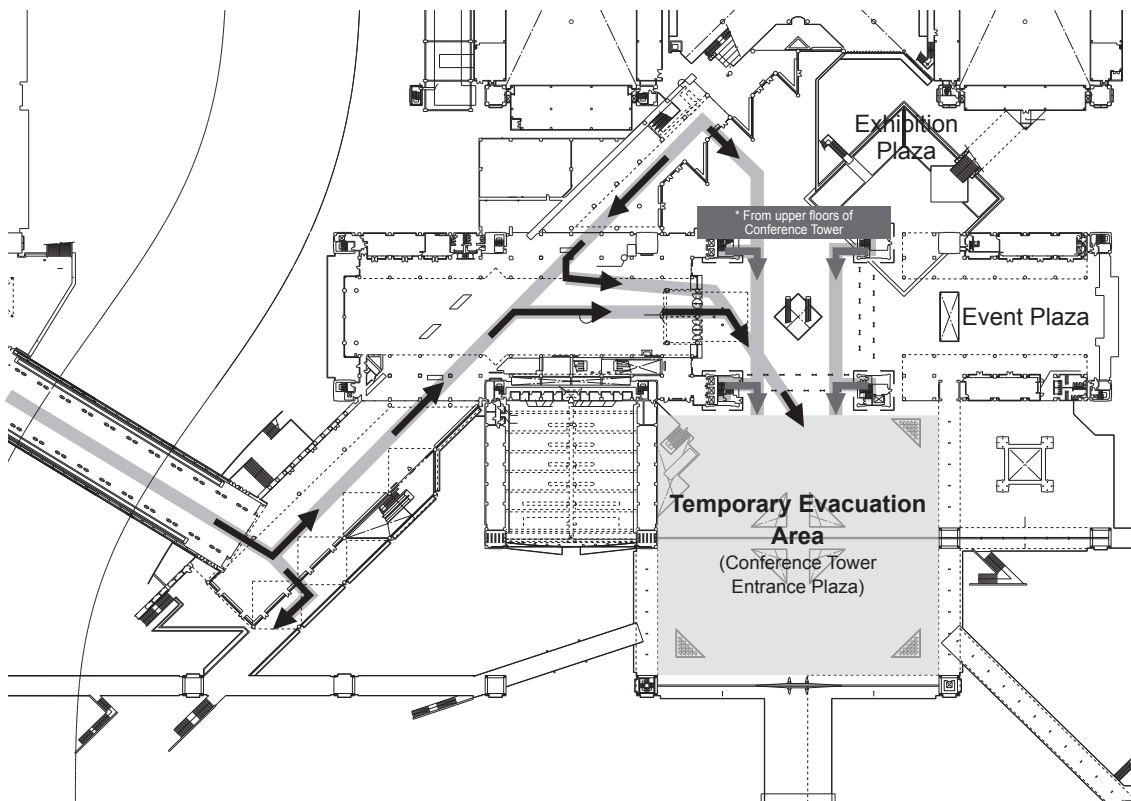 Exhibition
Plaza
* From upper floors of
Conference Tower
Event Plaza
Temporary Evacuation
Area
(Conference Tower
Entrance Plaza)